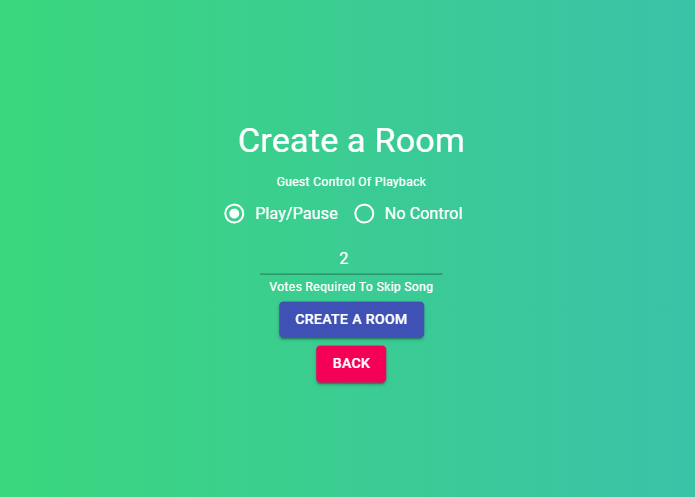 Create a Room
Guest Control Of Playback
Play/Pause No Control
2
Votes Required To Skip Song
CREATE A ROOM
BACK